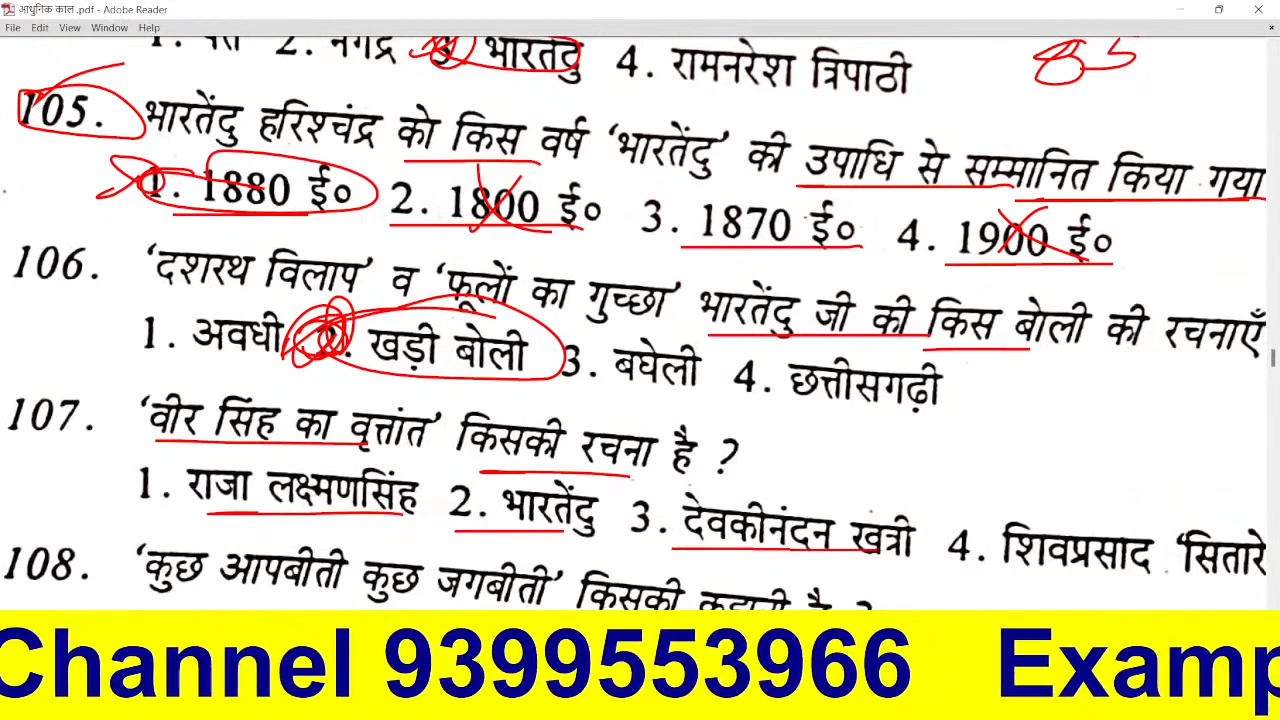 आधुनिक काल .pdf - Adobe Reader
File Edit View Window Help
2. नगेंद्र 3. भारतेंदु 4. रामनरेश त्रिपाठी
105. भारतेंदु हरिश्चंद्र को किस वर्ष ‘भारतेंदु’ की उपाधि से सम्मानित किया गया
1. 1880 ई० 2. 1800 ई० 3. 1870 ई० 4. 1900 ई०
106. ‘दशरथ विलाप’ व ‘फूलों का गुच्छा’ भारतेंदु जी की किस बोली की रचनाएँ
1. अवधी 2. खड़ी बोली 3. बघेली 4. छत्तीसगढ़ी
107. ‘वीर सिंह का वृत्तांत’ किसकी रचना है ?
1. राजा लक्ष्मणसिंह 2. भारतेंदु 3. देवकीनंदन खत्री 4. शिवप्रसाद ‘सितारे
108. ‘कुछ आपबीती कुछ जगबीती’ किसकी कहानी है ?
Channel 9399553966 Examp